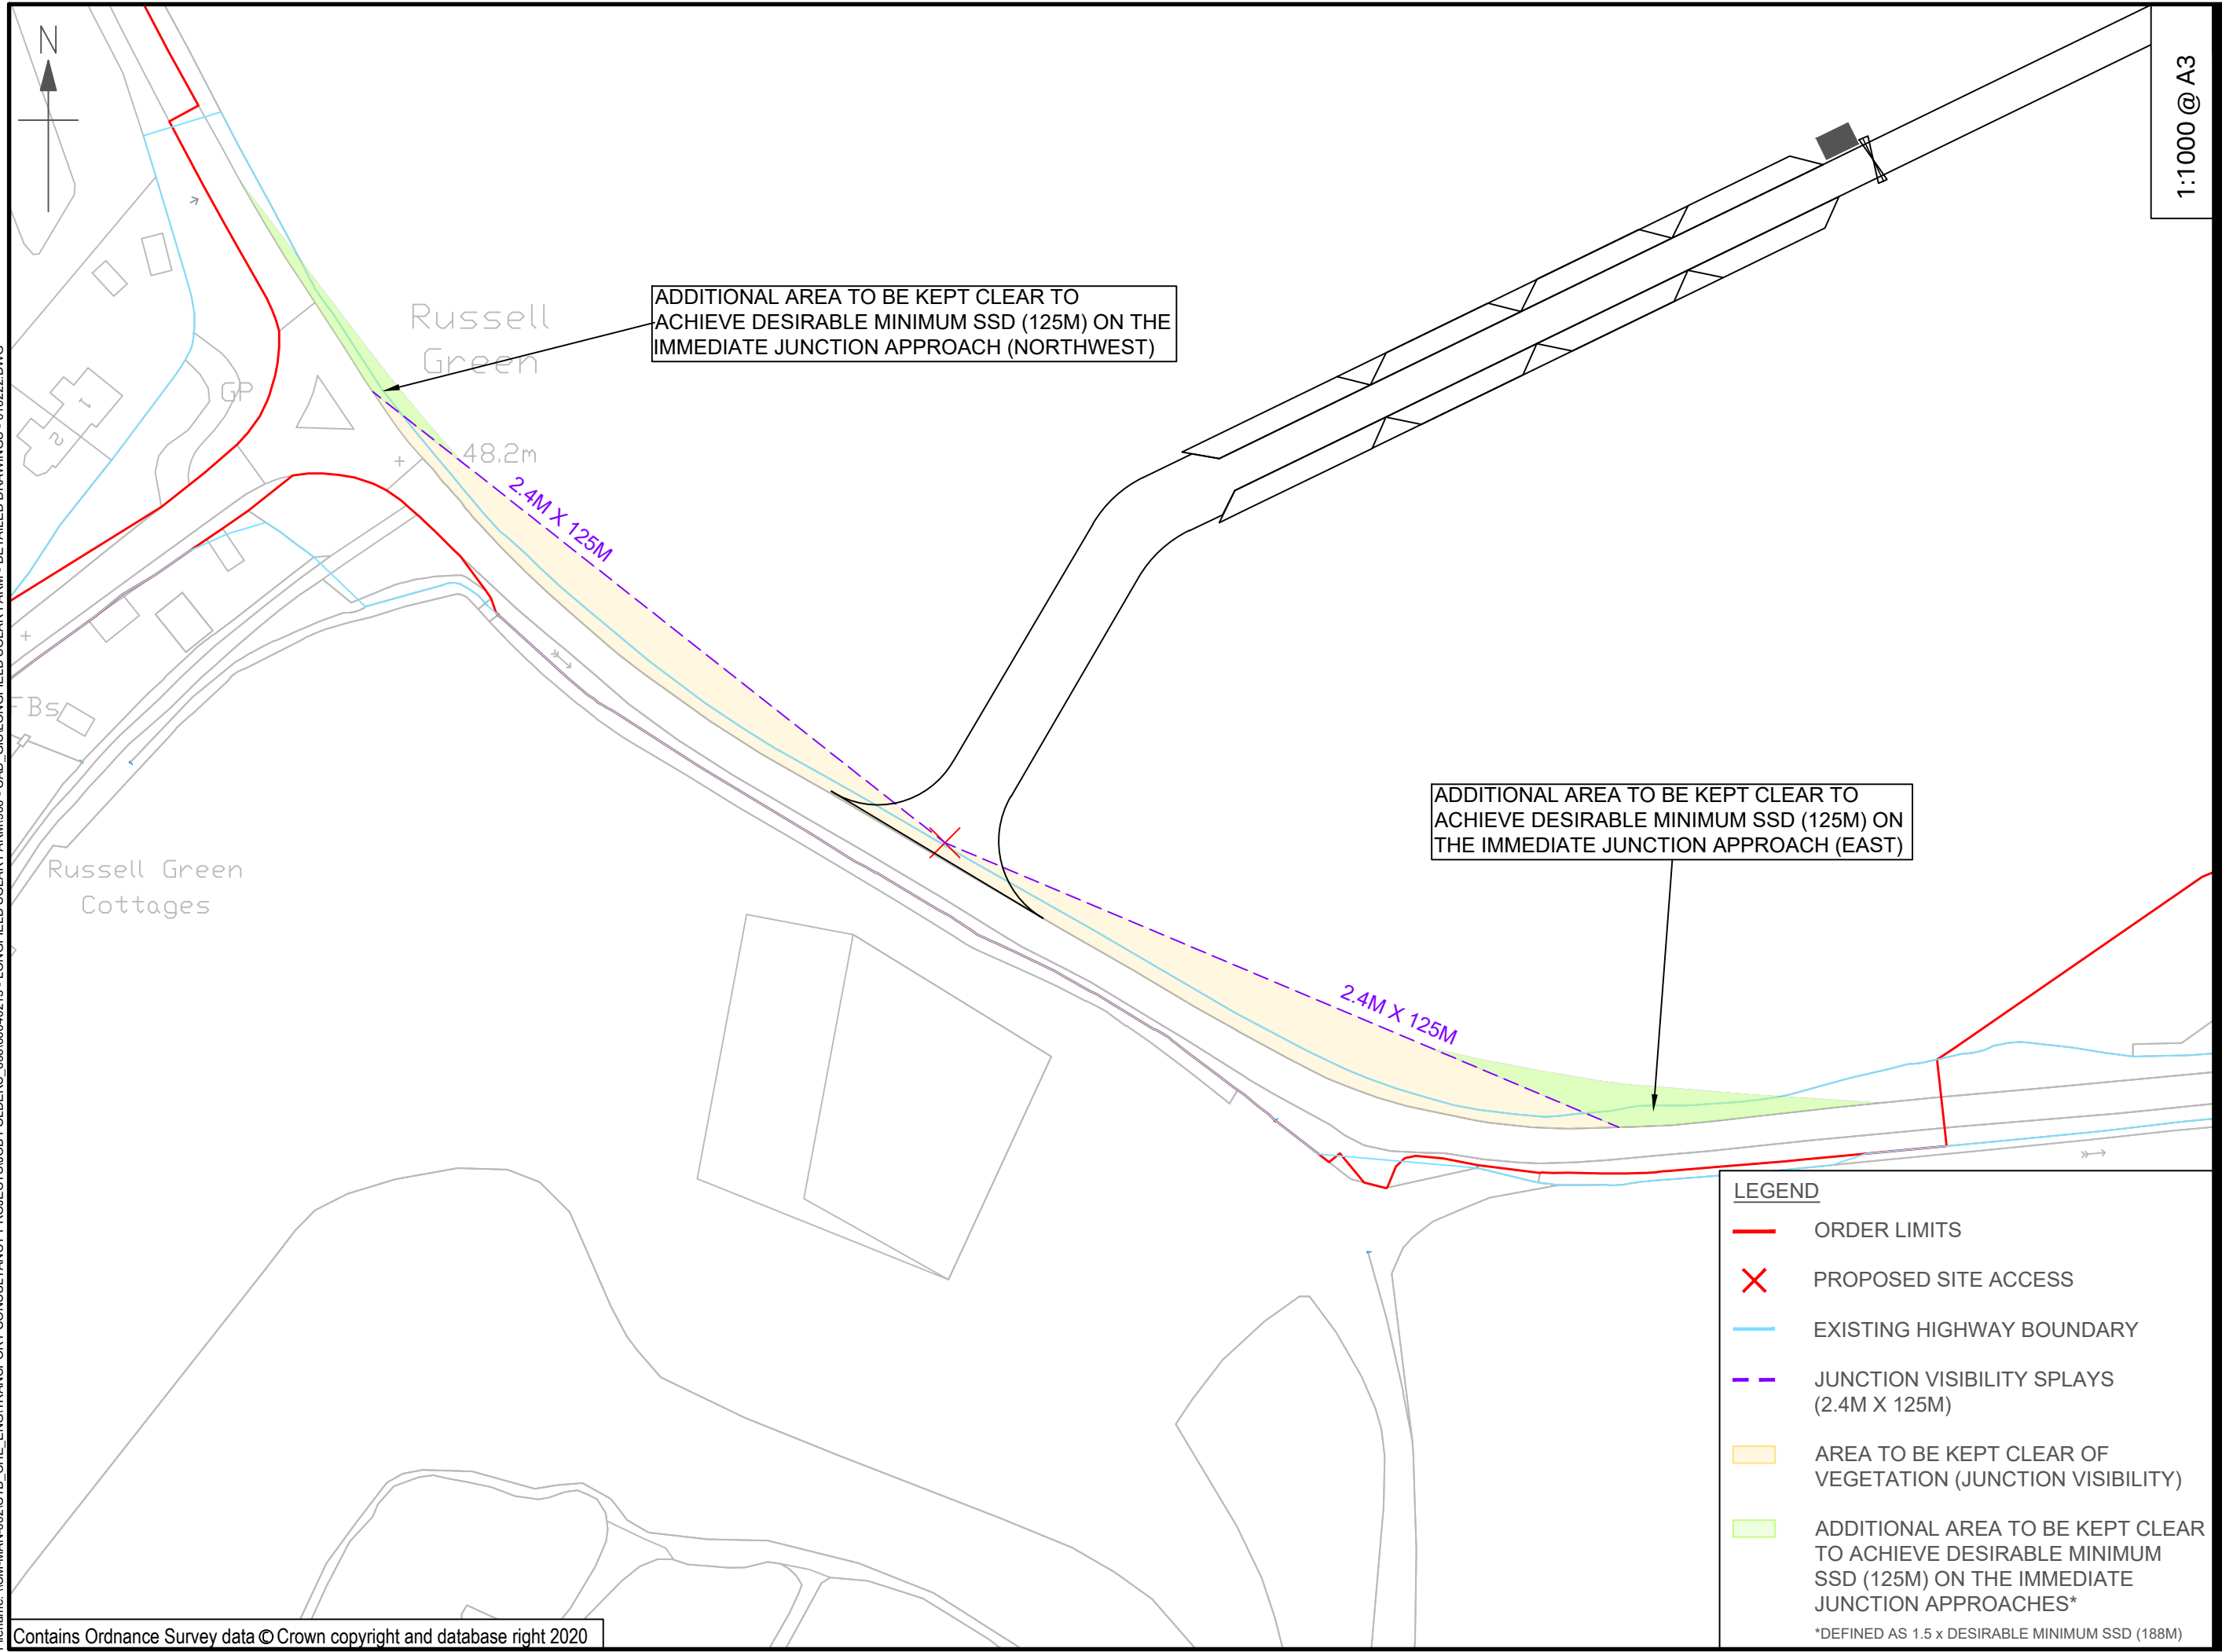 N
1:1000 @ A3
Russell
Green
ADDITIONAL AREA TO BE KEPT CLEAR TO
ACHIEVE DESIRABLE MINIMUM SSD (125M) ON THE
IMMEDIATE JUNCTION APPROACH (NORTHWEST)
GP
1
2
48.2m
2.4M X 125M
FBs
Russell Green
Cottages
ADDITIONAL AREA TO BE KEPT CLEAR TO
ACHIEVE DESIRABLE MINIMUM SSD (125M) ON
THE IMMEDIATE JUNCTION APPROACH (EAST)
2.4M X 125M
LEGEND
ORDER LIMITS
PROPOSED SITE ACCESS
EXISTING HIGHWAY BOUNDARY
JUNCTION VISIBILITY SPLAYS
(2.4M X 125M)
AREA TO BE KEPT CLEAR OF
VEGETATION (JUNCTION VISIBILITY)
ADDITIONAL AREA TO BE KEPT CLEAR
TO ACHIEVE DESIRABLE MINIMUM
SSD (125M) ON THE IMMEDIATE
JUNCTION APPROACHES*
*DEFINED AS 1.5 x DESIRABLE MINIMUM SSD (188M)
Contains Ordnance Survey data © Crown copyright and database right 2020